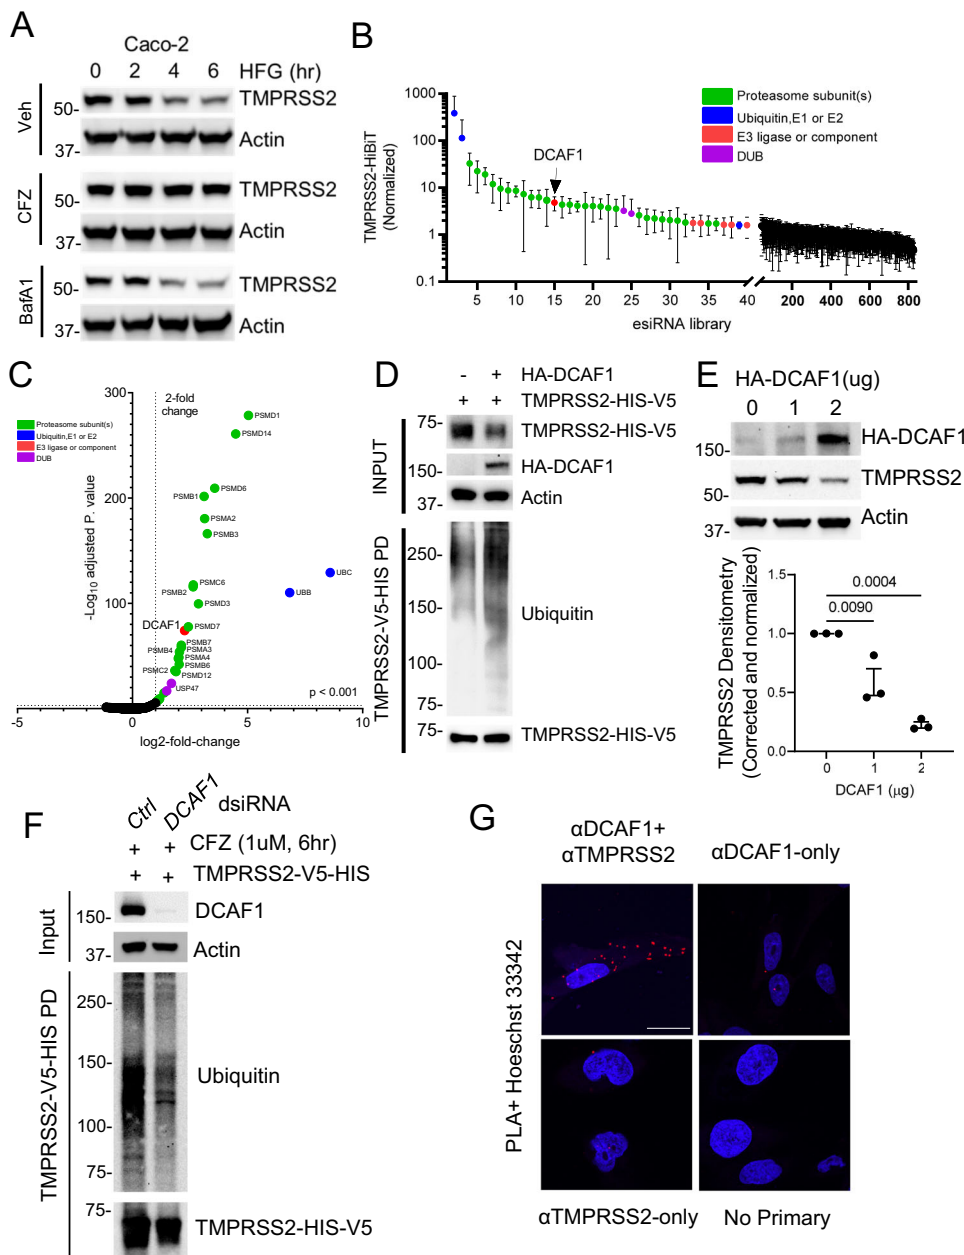 A
Caco-2
0 2 4 6 HFG (hr)
Veh
50-
TMPRSS2
37-
Actin
CFZ
50-
TMPRSS2
37-
Actin
BafA1
50-
TMPRSS2
37-
Actin
B
TMPRSS2-HiBiT
(Normalized)
1000
100
10
1
0.1
DCAF1
Proteasome subunit(s)
Ubiquitin,E1 or E2
E3 ligase or component
DUB
5 10 15 20 25 30 35 40 200 400 600 800
esiRNA library
C
Proteasome subunit(s)
Ubiquitin,E1 or E2
E3 ligase or component
DUB
-Log10 adjusted P. value
300
200
100
2-fold
change
PSMD1
PSMD14
PSMD6
PSMB1
PSMA2
PSMB3
UBC
UBB
PSMC6
PSMB2
PSMD3
DCAF1
PSMD7
PSMB7
PSMB4
PSMA3
PSMA4
PSMB6
PSMC2
PSMD12
USP47
p < 0.001
-5 0 5 10
log2-fold-change
D
- + HA-DCAF1
+ + TMPRSS2-HIS-V5
INPUT
75-
TMPRSS2-HIS-V5
150-
HA-DCAF1
37-
Actin
TMPRSS2-V5-HIS PD
250-
150-
100-
75-
Ubiquitin
75-
TMPRSS2-HIS-V5
E
HA-DCAF1(ug)
0 1 2
150-
HA-DCAF1
50-
TMPRSS2
37-
Actin
TMPRSS2 Densitometry
(Corrected and normalized)
1.0
0.5
0.0
0.0004
0.0090
0 1 2
DCAF1 (μg)
F
Ctrl DCAF1 dsiRNA
+ + CFZ (1uM, 6hr)
+ + TMPRSS2-V5-HIS
Input
150-
DCAF1
37-
Actin
TMPRSS2-V5-HIS PD
250-
150-
100-
75-
Ubiquitin
75-
TMPRSS2-HIS-V5
G
αDCAF1+
αTMPRSS2
αDCAF1-only
PLA+ Hoeschst 33342
αTMPRSS2-only
No Primary